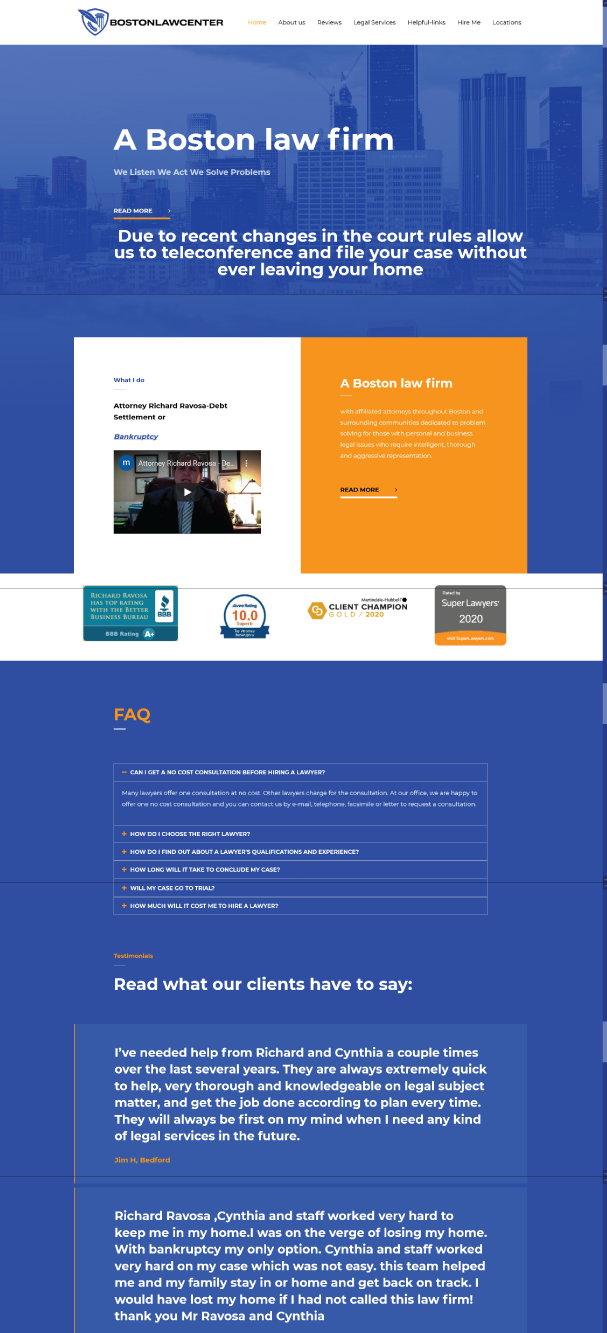 BOSTONLAWCENTER
Home About us Reviews Legal Services Helpful-links Hire Me Locations
A Boston law firm
We Listen We Act We Solve Problems
READ MORE ›
Due to recent changes in the court rules allow
us to teleconference and file your case without
ever leaving your home
What I do
Attorney Richard Ravosa-Debt
Settlement or
Bankruptcy
m Attorney Richard Ravosa - De...
A Boston law firm
with affiliated attorneys throughout Boston and
surrounding communities dedicated to problem
solving for those with personal and business
legal issues who require intelligent, thorough
and aggressive representation.
READ MORE ›
RICHARD RAVOSA
HAS TOP RATING
WITH THE BETTER
BUSINESS BUREAU
BBB
BBB Rating A+
Avvo Rating
10.0
Superb
Top Attorney
Martindale-Hubbell
CLIENT CHAMPION
GOLD / 2020
Rated by
Super Lawyers
2020
visit SuperLawyers.com
FAQ
− CAN I GET A NO COST CONSULTATION BEFORE HIRING A LAWYER?
Many lawyers offer one consultation at no cost. Other lawyers charge for the consultation. At our office, we are happy to
offer one no cost consultation and you can contact us by e-mail, telephone, facsimile or letter to request a consultation.
+ HOW DO I CHOOSE THE RIGHT LAWYER?
+ HOW DO I FIND OUT ABOUT A LAWYER'S QUALIFICATIONS AND EXPERIENCE?
+ HOW LONG WILL IT TAKE TO CONCLUDE MY CASE?
+ WILL MY CASE GO TO TRIAL?
+ HOW MUCH WILL IT COST ME TO HIRE A LAWYER?
Testimonials
Read what our clients have to say:
I've needed help from Richard and Cynthia a couple times
over the last several years. They are always extremely quick
to help, very thorough and knowledgeable on legal subject
matter, and get the job done according to plan every time.
They will always be first on my mind when I need any kind
of legal services in the future.
Jim H, Bedford
Richard Ravosa ,Cynthia and staff worked very hard to
keep me in my home.I was on the verge of losing my home.
With bankruptcy my only option. Cynthia and staff worked
very hard on my case which was not easy. this team helped
me and my family stay in or home and get back on track. I
would have lost my home if I had not called this law firm!
thank you Mr Ravosa and Cynthia